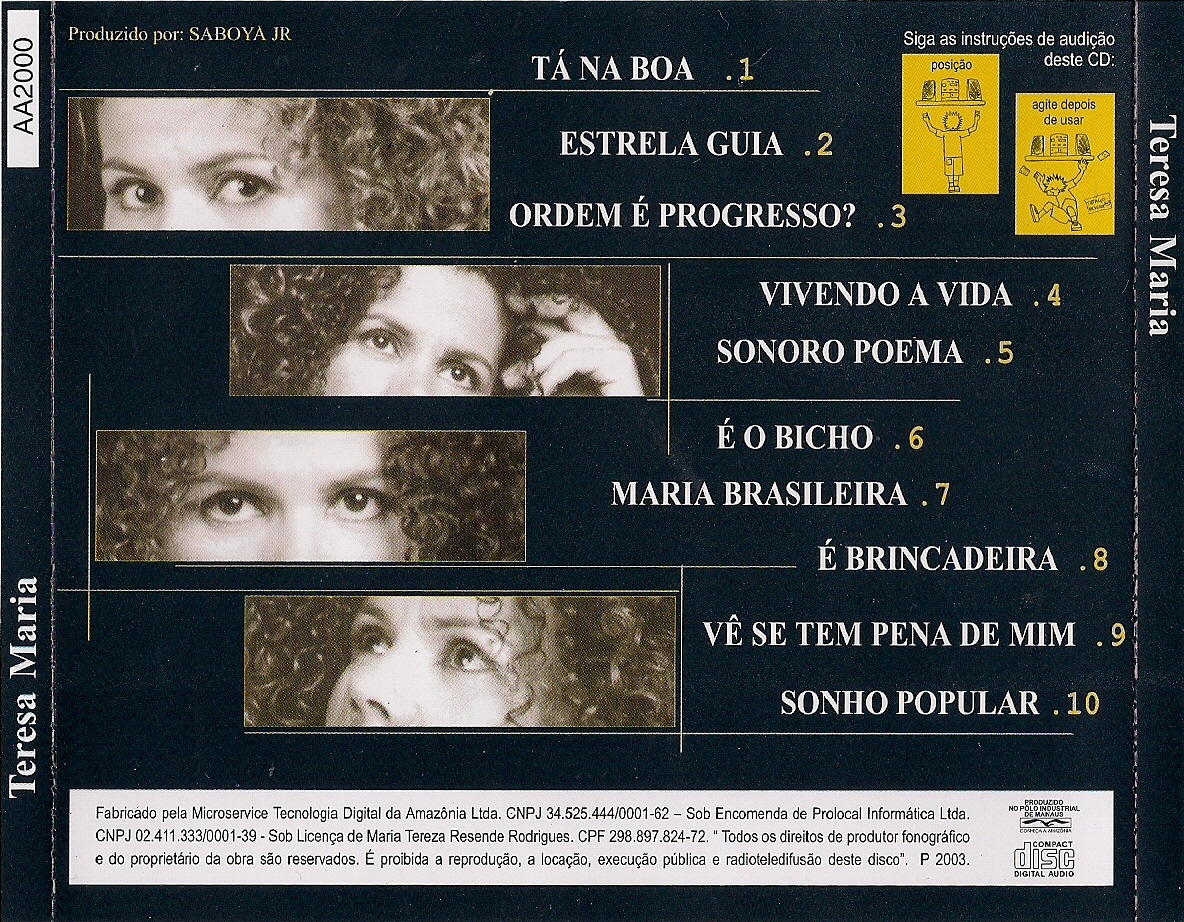 AA2000
Teresa Maria
Produzido por: SABOYA JR
TÁ NA BOA .1
ESTRELA GUIA .2
ORDEM É PROGRESSO? .3
VIVENDO A VIDA .4
SONORO POEMA .5
É O BICHO .6
MARIA BRASILEIRA .7
É BRINCADEIRA .8
VÊ SE TEM PENA DE MIM .9
SONHO POPULAR .10
Siga as instruções de audição
deste CD:
posição
agite depois
de usar
Teresa Maria
Fabricado pela Microservice Tecnologia Digital da Amazônia Ltda. CNPJ 34.525.444/0001-62 – Sob Encomenda de Prolocal Informática Ltda.
CNPJ 02.411.333/0001-39 - Sob Licença de Maria Tereza Resende Rodrigues. CPF 298.897.824-72. “ Todos os direitos de produtor fonográfico
e do proprietário da obra são reservados. É proibida a reprodução, a locação, execução pública e radioteledifusão deste disco”. P 2003.
PRODUZIDO
NO PÓLO INDUSTRIAL
DE MANAUS
CONHEÇA A AMAZÔNIA
COMPACT
disc
DIGITAL AUDIO